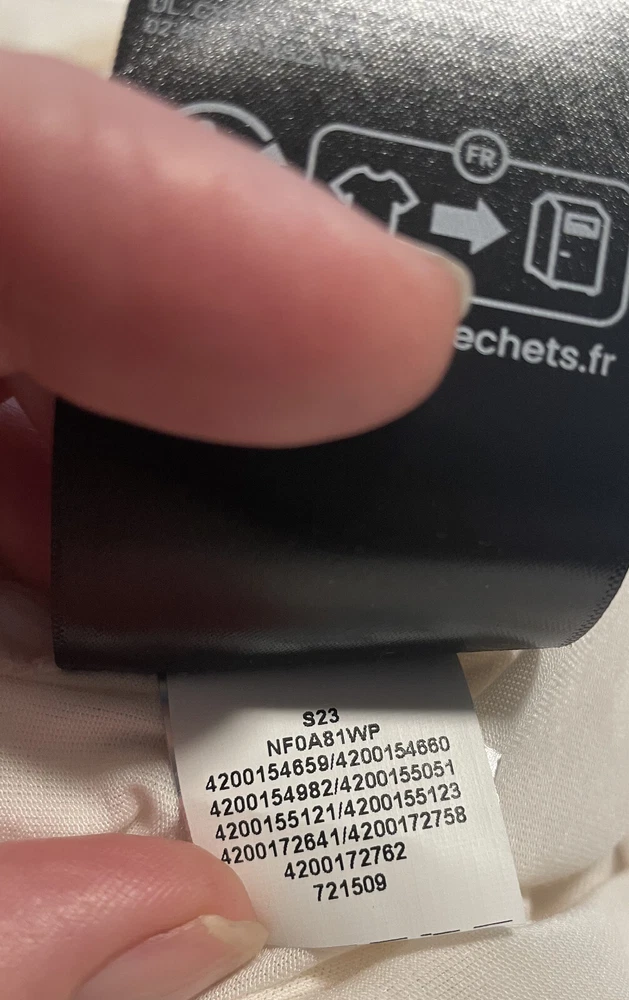 FR
echets.fr
S23
NF0A81WP
4200154659/4200154660
4200154982/4200155051
4200155121/4200155123
4200172641/4200172758
4200172762
721509